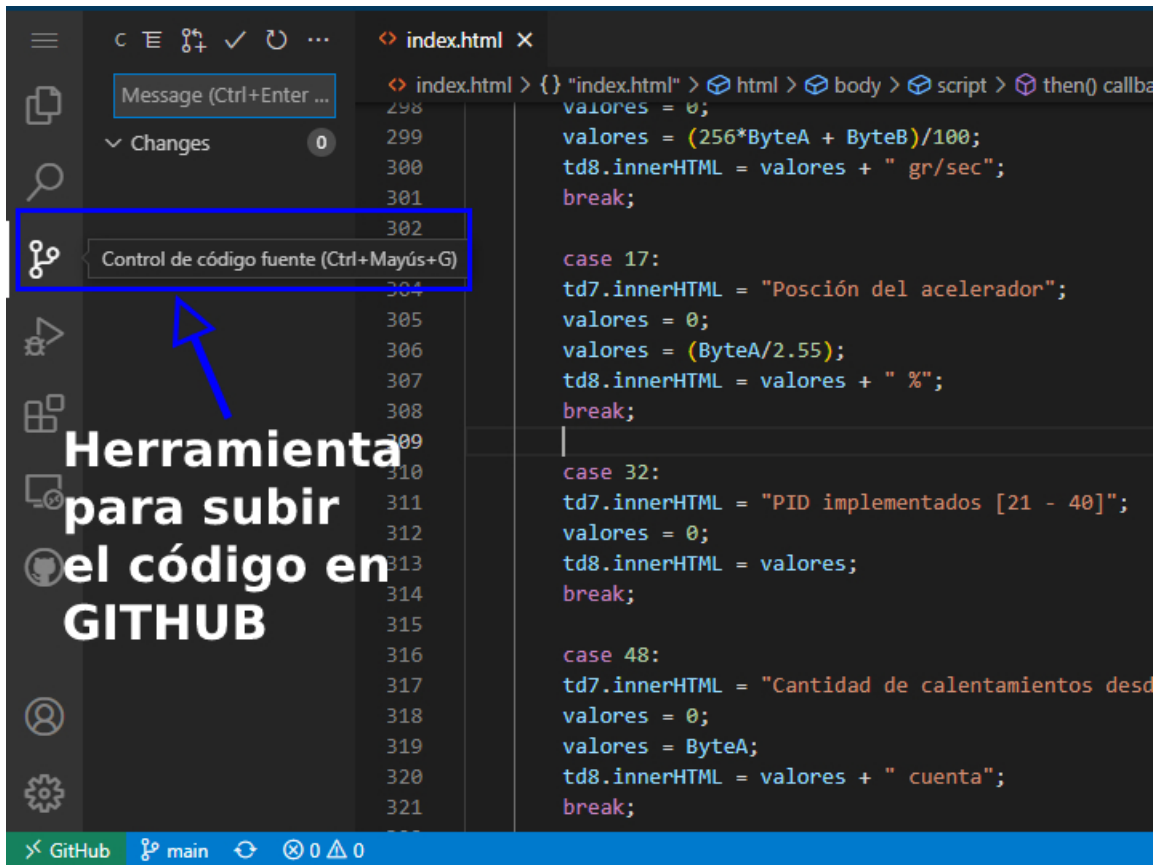 C
index.html
Message (Ctrl+Enter ...
Changes
0
Control de código fuente (Ctrl+Mayús+G)
Herramienta
para subir
el código en
GITHUB
index.html > {} "index.html" > html > body > script > then() callba
298 valores = 0;
299 valores = (256*ByteA + ByteB)/100;
300 td8.innerHTML = valores + " gr/sec";
301 break;
302
case 17:
304 td7.innerHTML = "Posción del acelerador";
305 valores = 0;
306 valores = (ByteA/2.55);
307 td8.innerHTML = valores + " %";
308 break;
309
310 case 32:
311 td7.innerHTML = "PID implementados [21 - 40]";
312 valores = 0;
313 td8.innerHTML = valores;
314 break;
315
316 case 48:
317 td7.innerHTML = "Cantidad de calentamientos desd
318 valores = 0;
319 valores = ByteA;
320 td8.innerHTML = valores + " cuenta";
321 break;
GitHub main 0 0